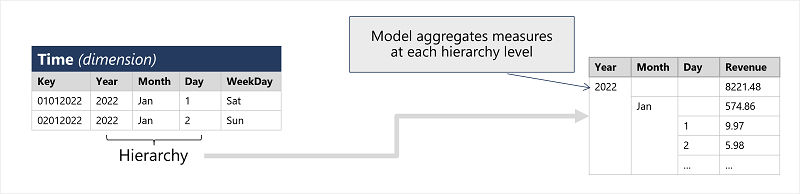 Time (dimension)
Key Year Month Day WeekDay
01012022 2022 Jan 1 Sat
02012022 2022 Jan 2 Sun
Hierarchy
Model aggregates measures
at each hierarchy level
Year Month Day Revenue
2022 8221.48
Jan 574.86
1 9.97
2 5.98
... ...